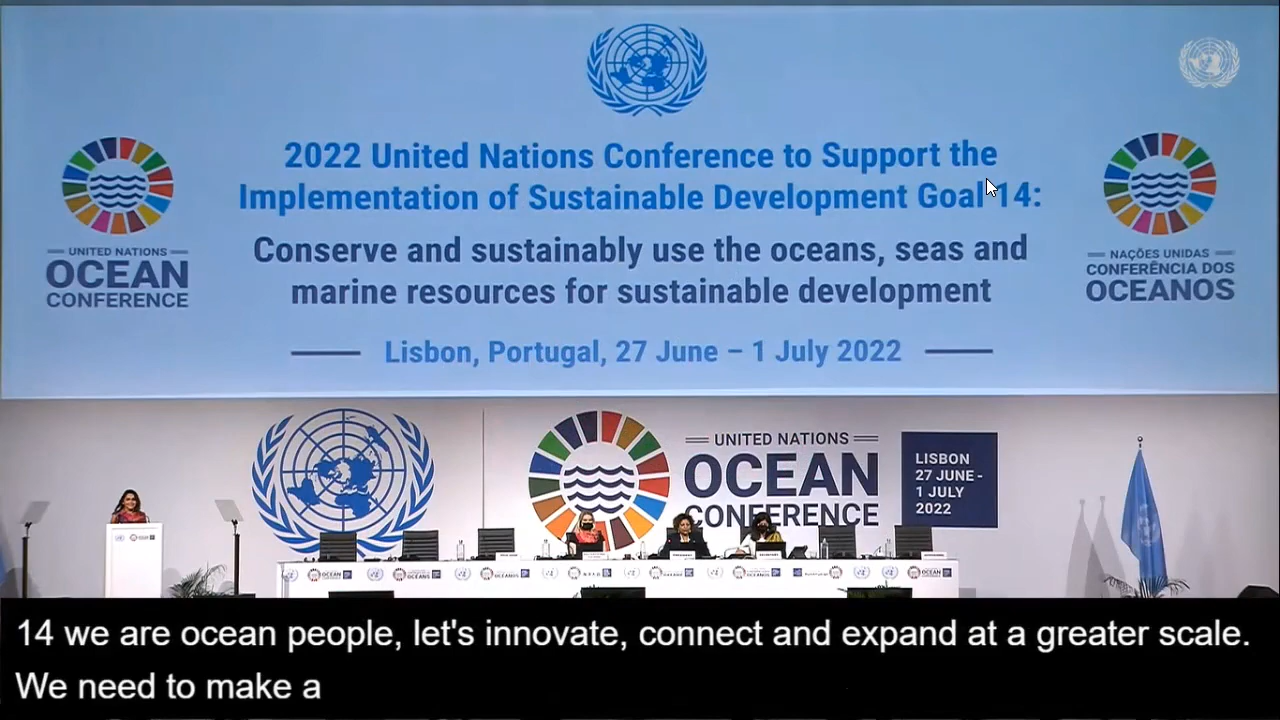 2022 United Nations Conference to Support the
Implementation of Sustainable Development Goal 14:
Conserve and sustainably use the oceans, seas and
marine resources for sustainable development
Lisbon, Portugal, 27 June – 1 July 2022
UNITED NATIONS
OCEAN
CONFERENCE
NAÇÕES UNIDAS
CONFERÊNCIA DOS
OCEANOS
UNITED NATIONS
OCEAN
CONFERENCE
LISBON
27 JUNE -
1 JULY
2022
14 we are ocean people, let's innovate, connect and expand at a greater scale.
We need to make a